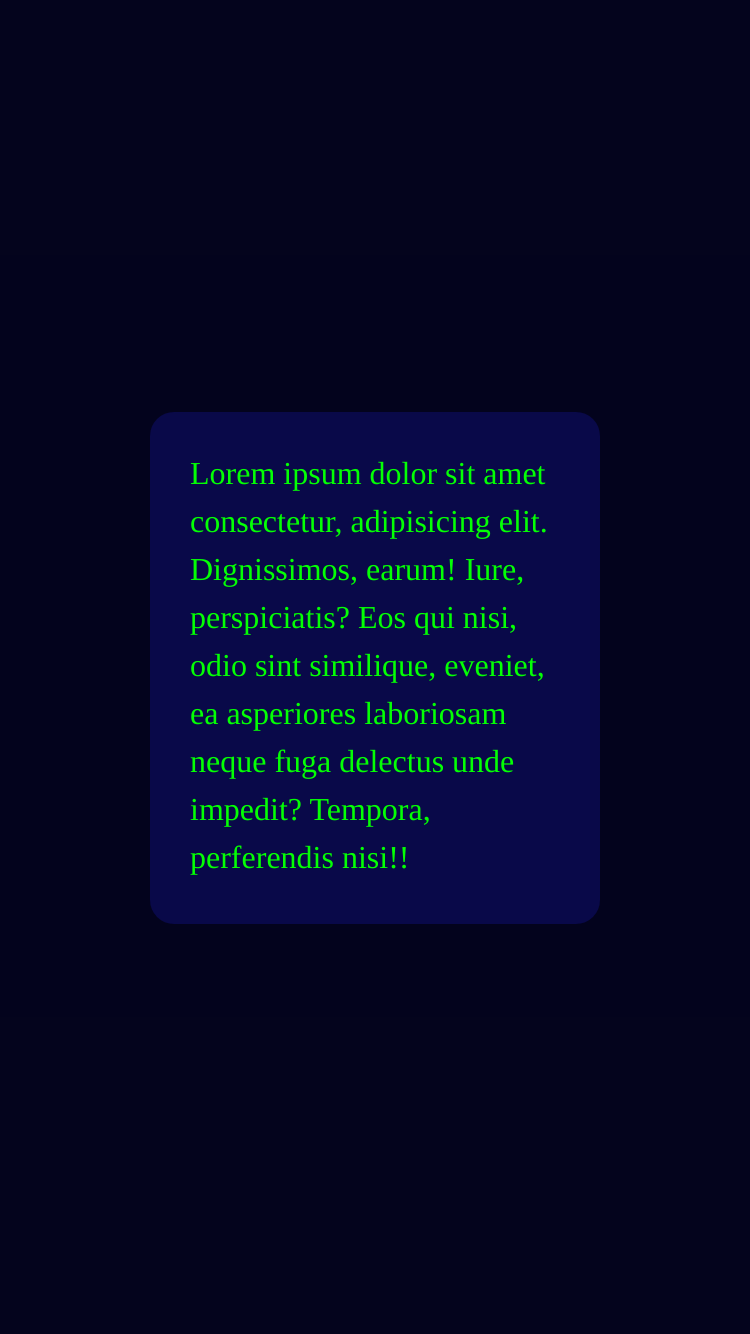 Lorem ipsum dolor sit amet
consectetur, adipisicing elit.
Dignissimos, earum! Iure,
perspiciatis? Eos qui nisi,
odio sint similique, eveniet,
ea asperiores laboriosam
neque fuga delectus unde
impedit? Tempora,
perferendis nisi!!